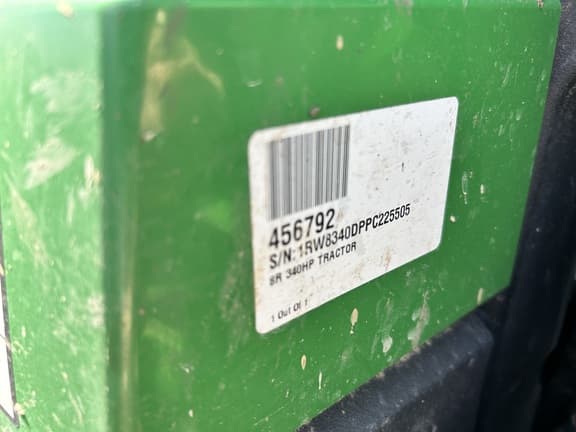 456792
S/N: 1RW8340DPPC225505
8R 340HP TRACTOR
1 Out Of 1